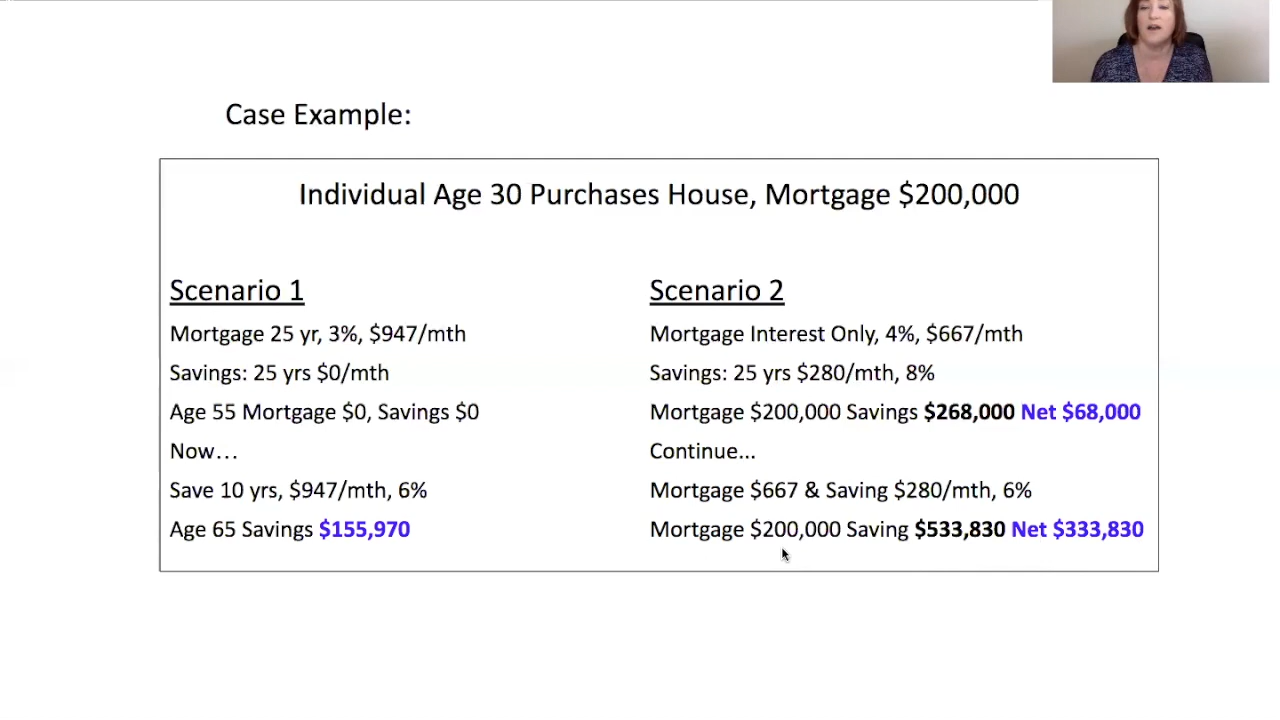 Case Example:
Individual Age 30 Purchases House, Mortgage $200,000
Scenario 1
Mortgage 25 yr, 3%, $947/mth
Savings: 25 yrs $0/mth
Age 55 Mortgage $0, Savings $0
Now...
Save 10 yrs, $947/mth, 6%
Age 65 Savings $155,970
Scenario 2
Mortgage Interest Only, 4%, $667/mth
Savings: 25 yrs $280/mth, 8%
Mortgage $200,000 Savings $268,000 Net $68,000
Continue...
Mortgage $667 & Saving $280/mth, 6%
Mortgage $200,000 Saving $533,830 Net $333,830